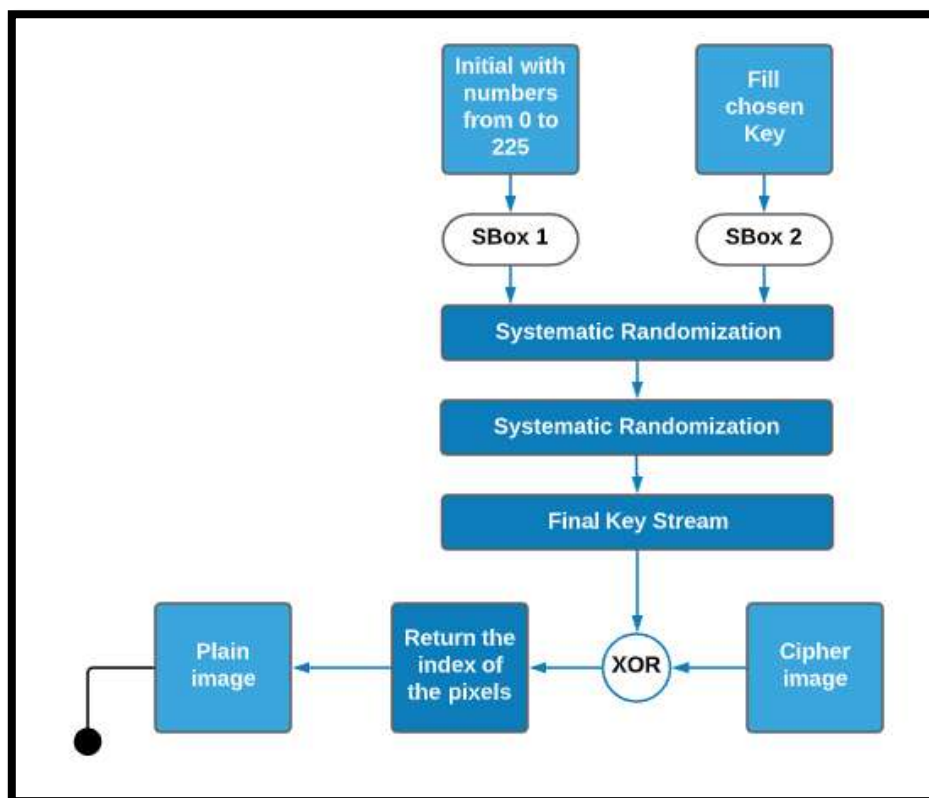 Initial with
numbers
from 0 to
225
Fill
chosen
Key
SBox 1
SBox 2
Systematic Randomization
Systematic Randomization
Final Key Stream
Plain
image
Return the
index of
the pixels
XOR
Cipher
image